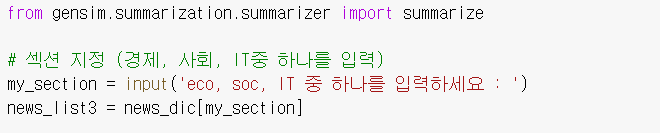 from gensim.summarization.summarizer import summarize
# 섹션 지정 (경제, 사회, IT중 하나를 입력)
my_section = input('eco, soc, IT 중 하나를 입력하세요 : ')
news_list3 = news_dic[my_section]